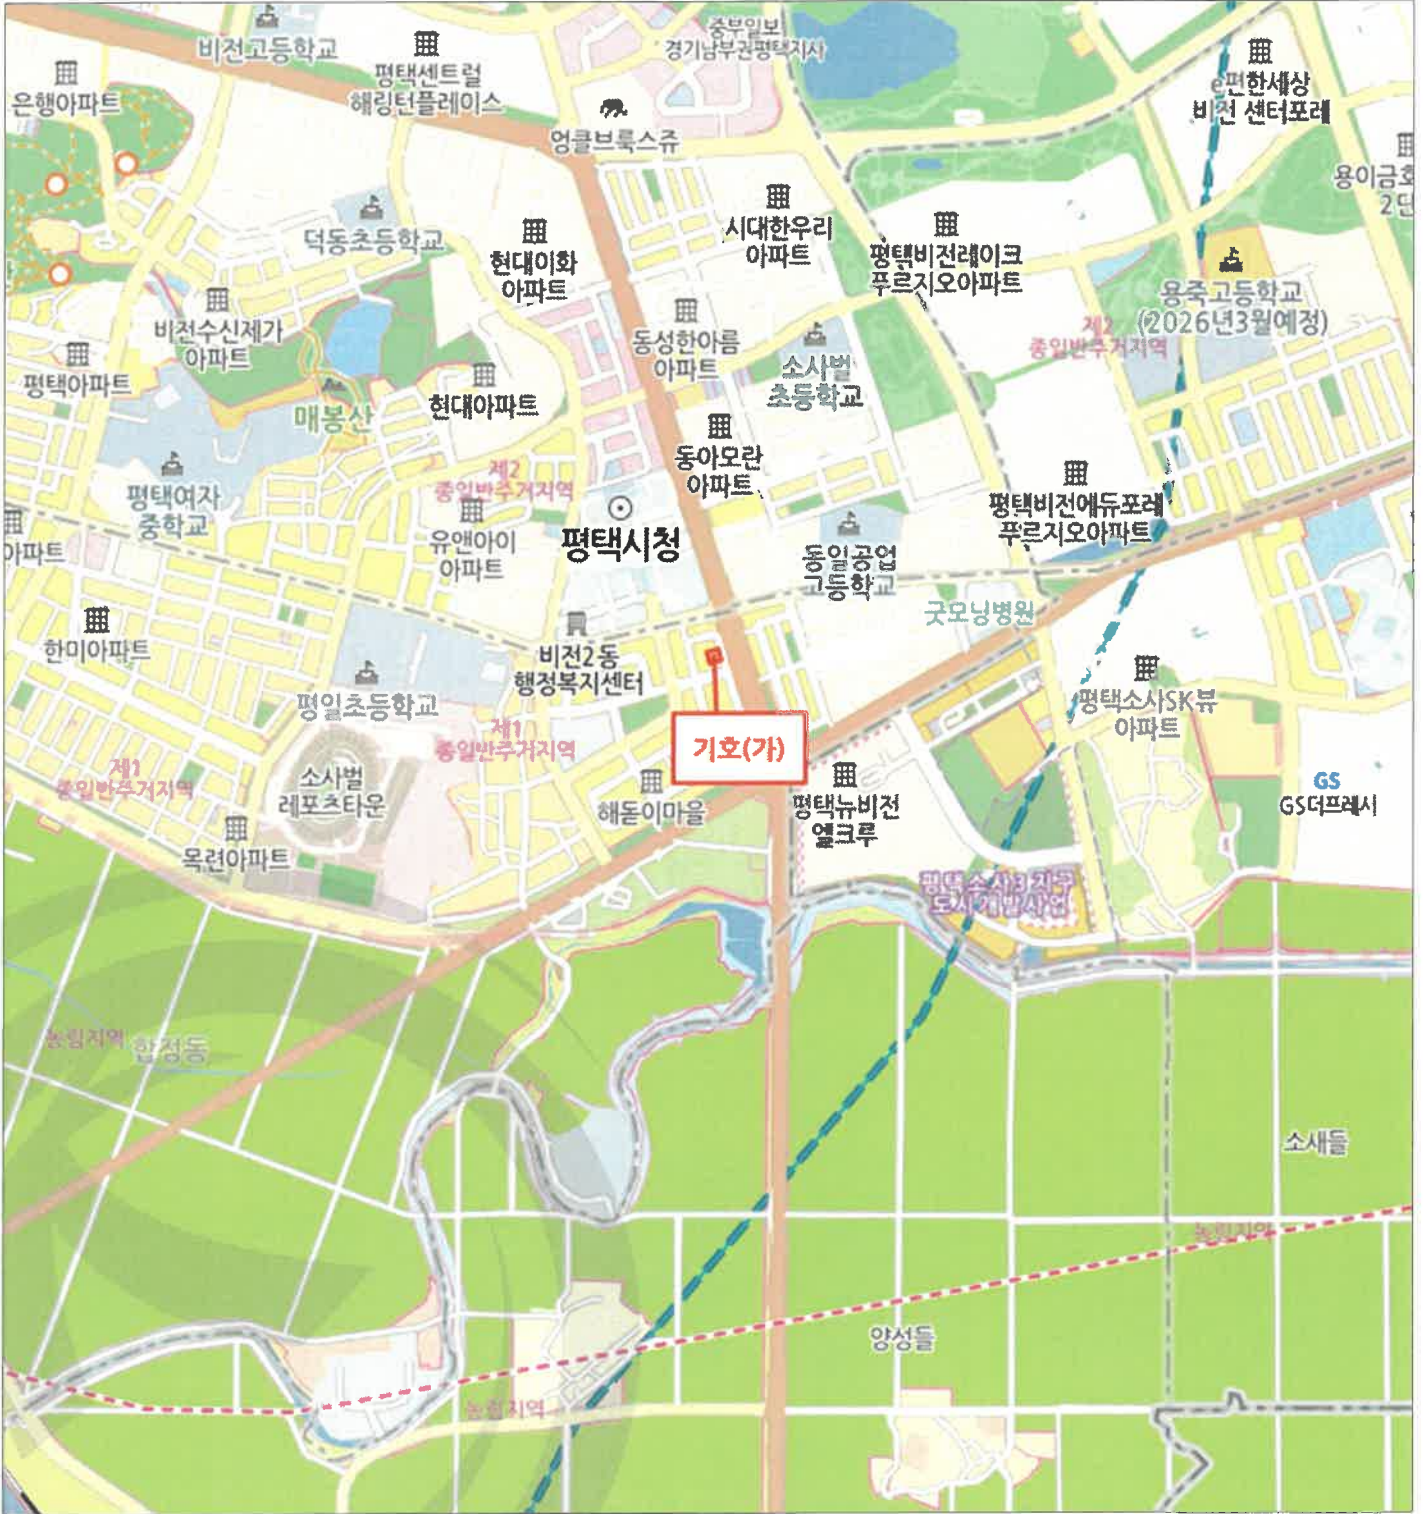 비전고등학교
중부일보
경기남부권평택지사
은행아파트
평택센트럴
해링턴플레이스
e편한세상
비전 센터포레
엉클브룩스쥬
용이금호
2단
덕동초등학교
현대이화
아파트
시대한우리
아파트
평택비전레이크
푸르지오아파트
용죽고등학교
(2026년3월예정)
비전수신제가
아파트
동성한아름
아파트
소사벌
초등학교
제2
종일반주거지역
평택아파트
매봉산
현대아파트
동아모란
아파트
평택여자
중학교
제2
종일반주거지역
평택비전에듀포레
푸르지오아파트
아파트
유앤아이
아파트
평택시청
동일공업
고등학교
굿모닝병원
한미아파트
비전2동
행정복지센터
평일초등학교
평택소사SK뷰
아파트
제1
종일반주거지역
기호(가)
제1
종일반주거지역
소사벌
레포츠타운
해돋이마을
평택뉴비전
엘크루
GS
GS더프레시
목련아파트
평택소사3지구
도시개발사업
농림지역
합정동
소새들
농림지역
양성들
농림지역